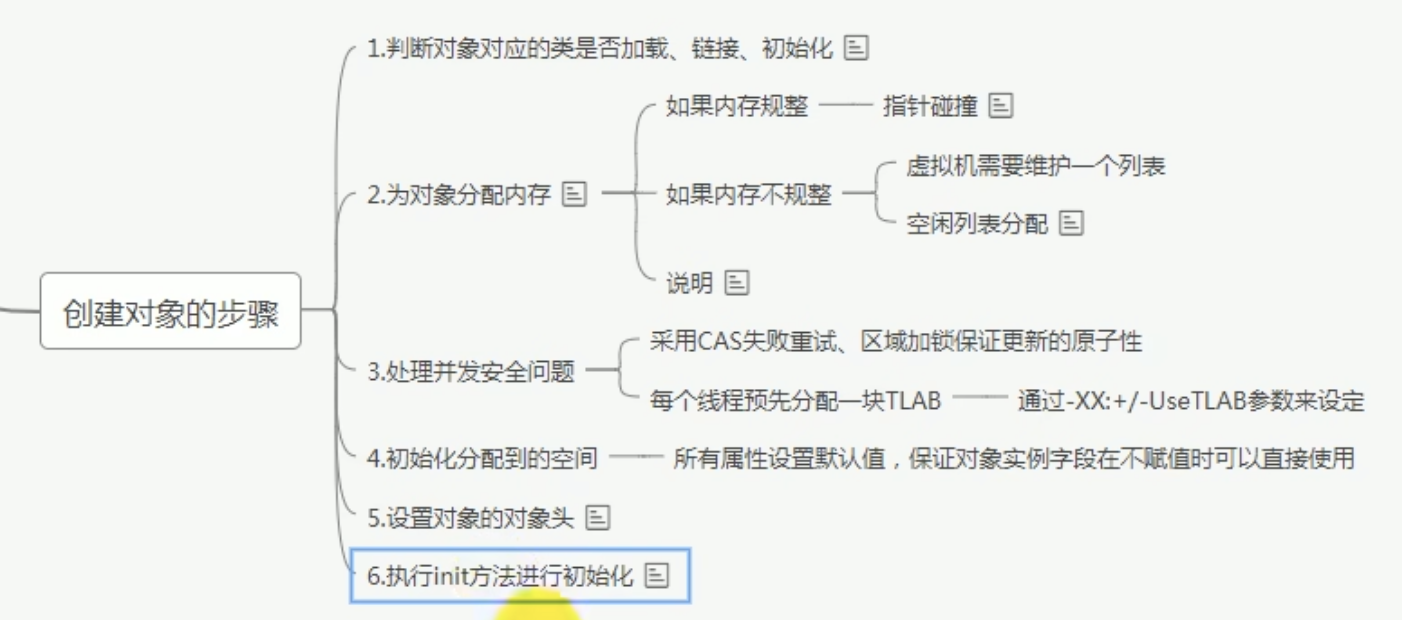 创建对象的步骤
1.判断对象对应的类是否加载、链接、初始化
2.为对象分配内存
如果内存规整
指针碰撞
如果内存不规整
虚拟机需要维护一个列表
空闲列表分配
说明
3.处理并发安全问题
采用CAS失败重试、区域加锁保证更新的原子性
每个线程预先分配一块TLAB
通过-XX:+/-UseTLAB参数来设定
4.初始化分配到的空间
所有属性设置默认值，保证对象实例字段在不赋值时可以直接使用
5.设置对象的对象头
6.执行init方法进行初始化